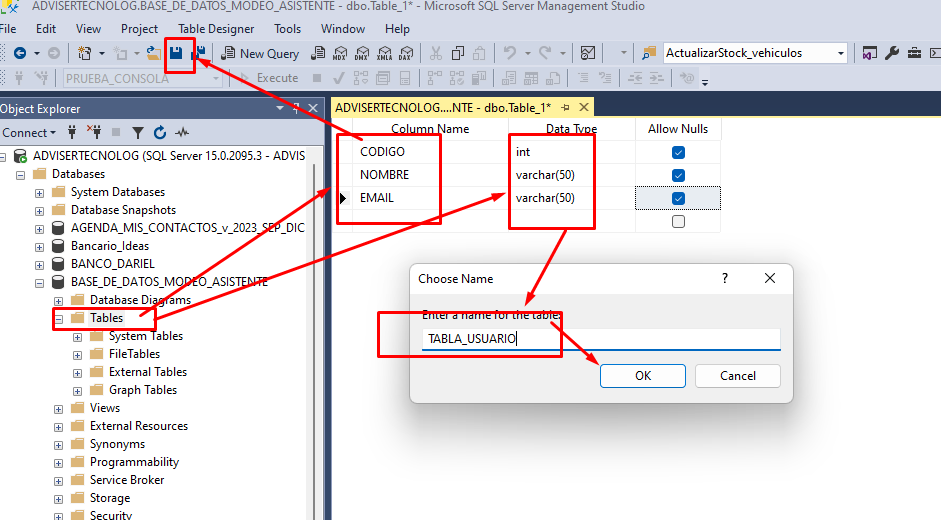 ADVISERTECNOLOG.BASE_DE_DATOS_MODEO_ASISTENTE - dbo.Table_1* - Microsoft SQL Server Management Studio
File Edit View Project Table Designer Tools Window Help
New Query MDX DMX XMLA DAX ActualizarStock_vehiculos
PRUEBA_CONSOLA Execute
Object Explorer
Connect
ADVISERTECNOLOG (SQL Server 15.0.2095.3 - ADVIS
Databases
System Databases
Database Snapshots
AGENDA_MIS_CONTACTOS_v_2023_SEP_DIC
Bancario_Ideas
BANCO_DARIEL
BASE_DE_DATOS_MODEO_ASISTENTE
Database Diagrams
Tables
System Tables
FileTables
External Tables
Graph Tables
Views
External Resources
Synonyms
Programmability
Service Broker
Storage
Security
ADVISERTECNOLOG....NTE - dbo.Table_1*
Column Name Data Type Allow Nulls
CODIGO int
NOMBRE varchar(50)
EMAIL varchar(50)
Choose Name
?
Enter a name for the table:
TABLA_USUARIO
OK Cancel